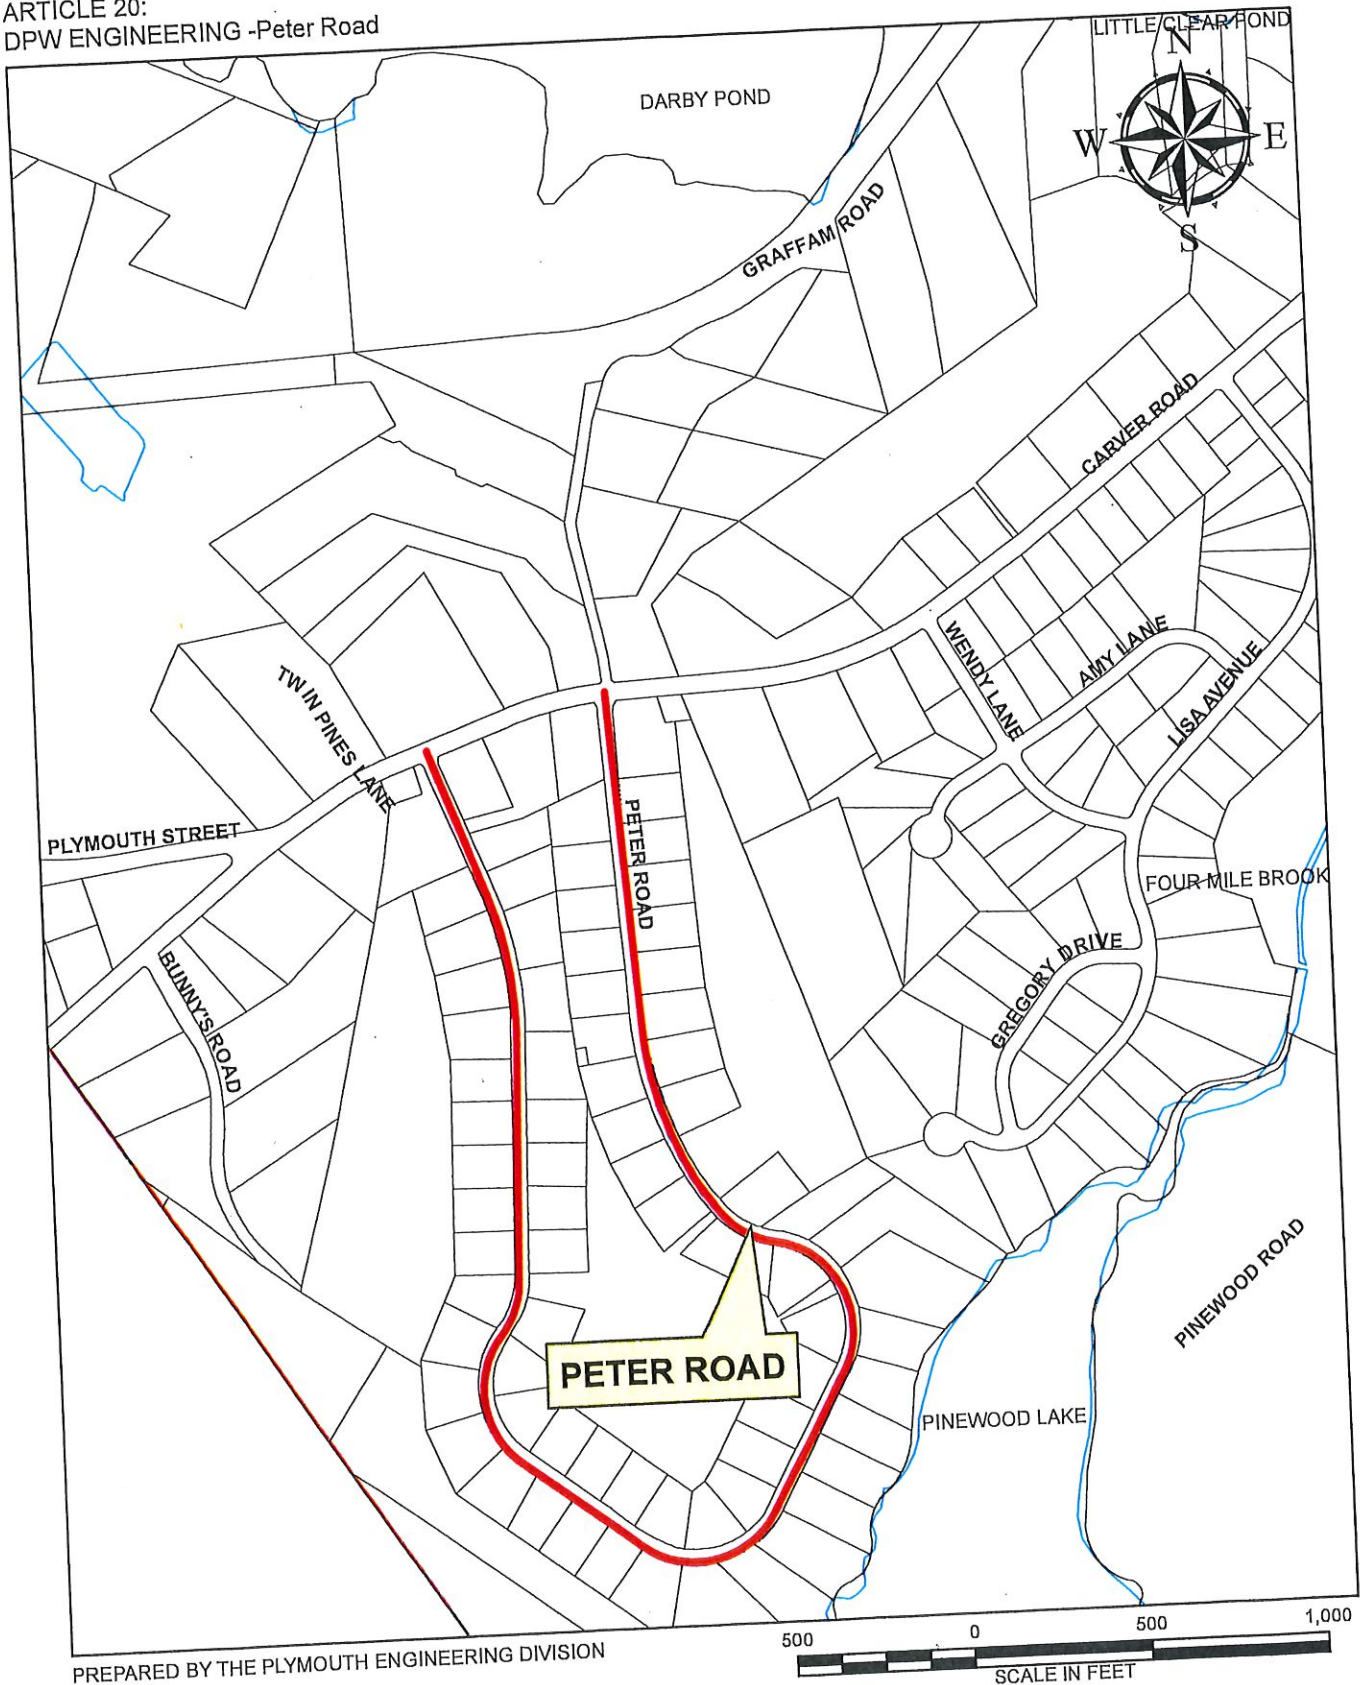 ARTICLE 20:
DPW ENGINEERING -Peter Road
LITTLE CLEAR POND
N
W
E
S
DARBY POND
GRAFFAM ROAD
CARVER ROAD
WENDY LANE
AMY LANE
LISA AVENUE
TWIN PINES LANE
PLYMOUTH STREET
PETER ROAD
FOUR MILE BROOK
GREGORY DRIVE
BUNNY'S ROAD
PINEWOOD ROAD
PETER ROAD
PINEWOOD LAKE
PREPARED BY THE PLYMOUTH ENGINEERING DIVISION
500 0 500 1,000
SCALE IN FEET